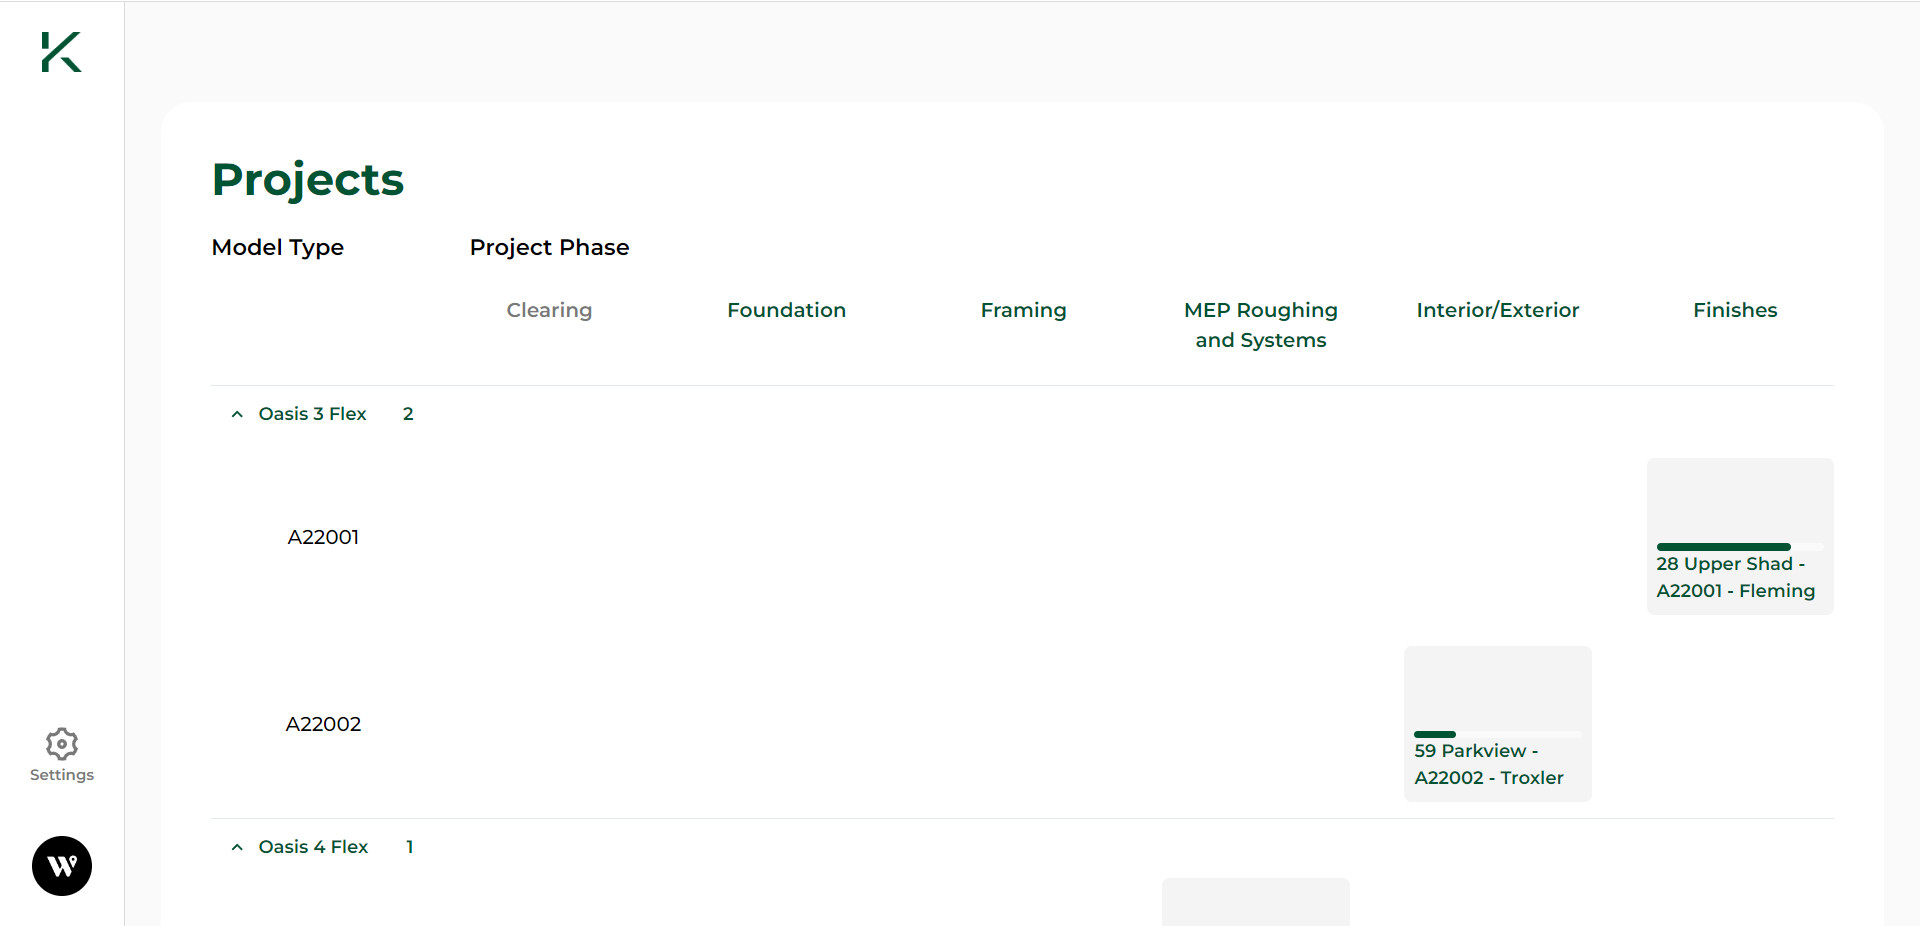 Projects
Model Type
Project Phase
Clearing
Foundation
Framing
MEP Roughing
and Systems
Interior/Exterior
Finishes
Oasis 3 Flex 2
A22001
28 Upper Shad -
A22001 - Fleming
A22002
59 Parkview -
A22002 - Troxler
Oasis 4 Flex 1
Settings